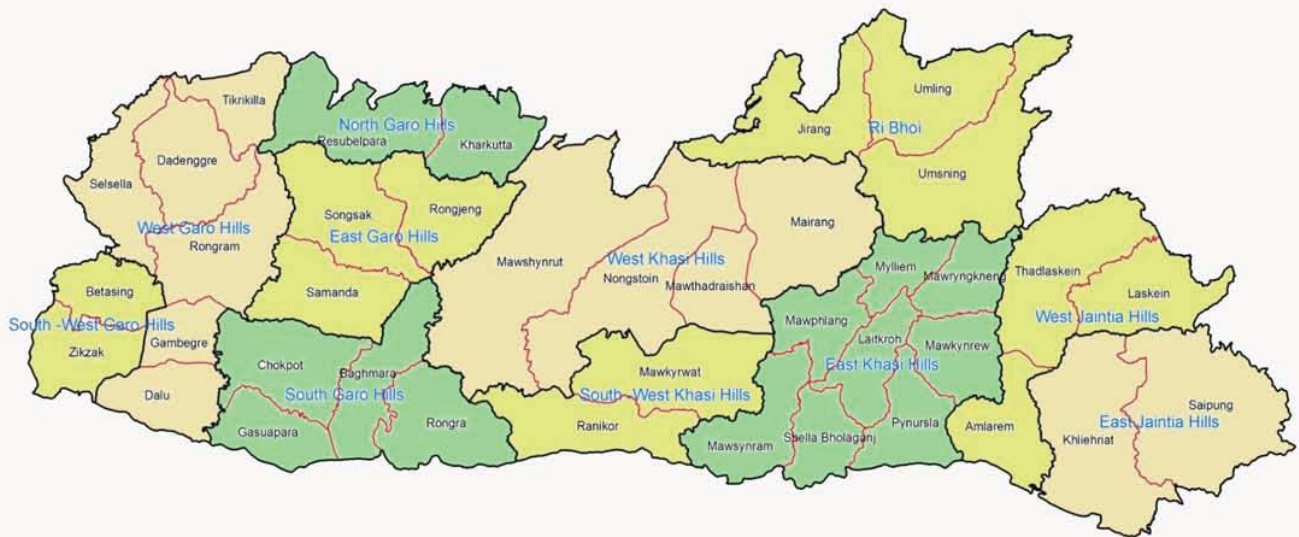 Tikrikilla
North Garo Hills
Resubelpara
Kharkutta
Dadenggre
Selsella
West Garo Hills
Rongram
Songsak
Rongjeng
East Garo Hills
Samanda
Betasing
South -West Garo Hills
Zikzak
Gambegre
Dalu
Chokpot
Baghmara
South Garo Hills
Gasuapara
Rongra
Mawshynrut
West Khasi Hills
Nongstoin
Mawthadraishan
Mairang
Mawkyrwat
South -West Khasi Hills
Ranikor
Umling
Jirang
Ri Bhoi
Umsning
Mylliem
Mawryngkneng
Mawphlang
Laitkroh
Mawkynrew
East Khasi Hills
Mawsynram
Shella Bholaganj
Pynursla
Thadlaskein
Laskein
West Jaintia Hills
Amlarem
Saipung
East Jaintia Hills
Khliehriat